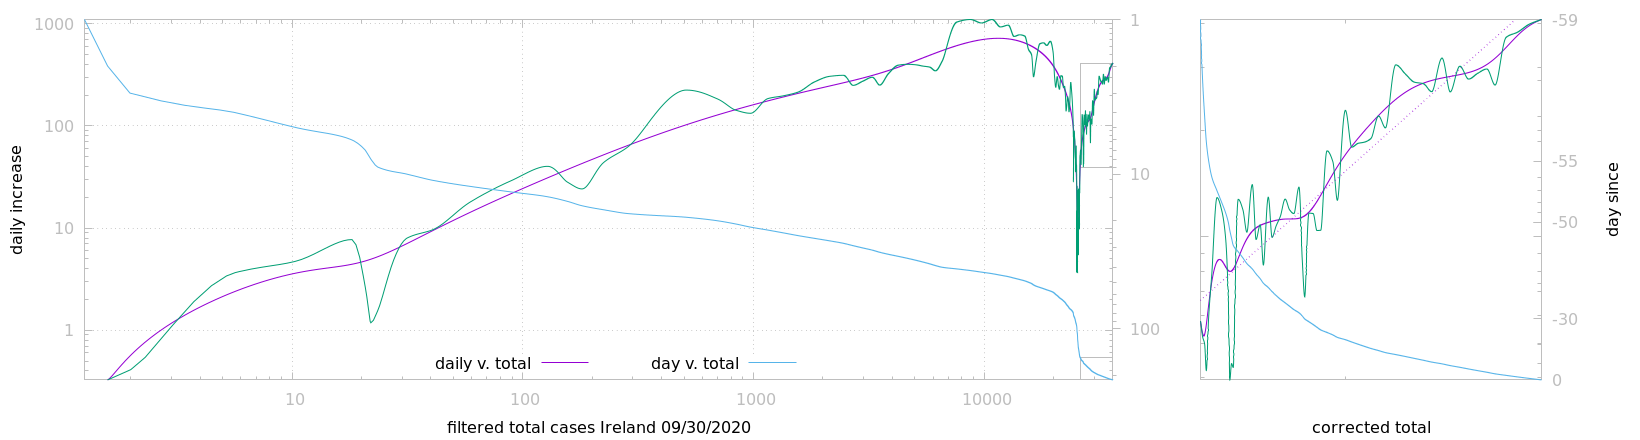 1000
100
10
1
daily increase
10
100
1000
10000
filtered total cases Ireland 09/30/2020
daily v. total
day v. total
1
10
100
-59
-55
-50
-30
0
day since
corrected total